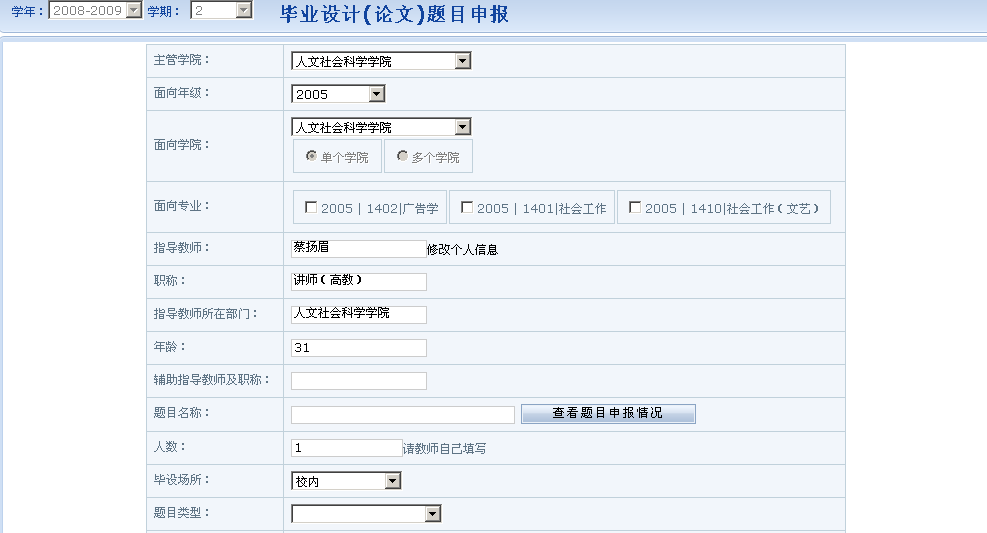 学年： 2008-2009 学期： 2 毕业设计(论文)题目申报
主管学院： 人文社会科学学院
面向年级： 2005
面向学院： 人文社会科学学院
单个学院 多个学院
面向专业： 2005 | 1402|广告学 2005 | 1401|社会工作 2005 | 1410|社会工作（文艺）
指导教师： 蔡扬眉 修改个人信息
职称： 讲师（高教）
指导教师所在部门： 人文社会科学学院
年龄： 31
辅助指导教师及职称：
题目名称： 查看题目申报情况
人数： 1 请教师自己填写
毕设场所： 校内
题目类型：